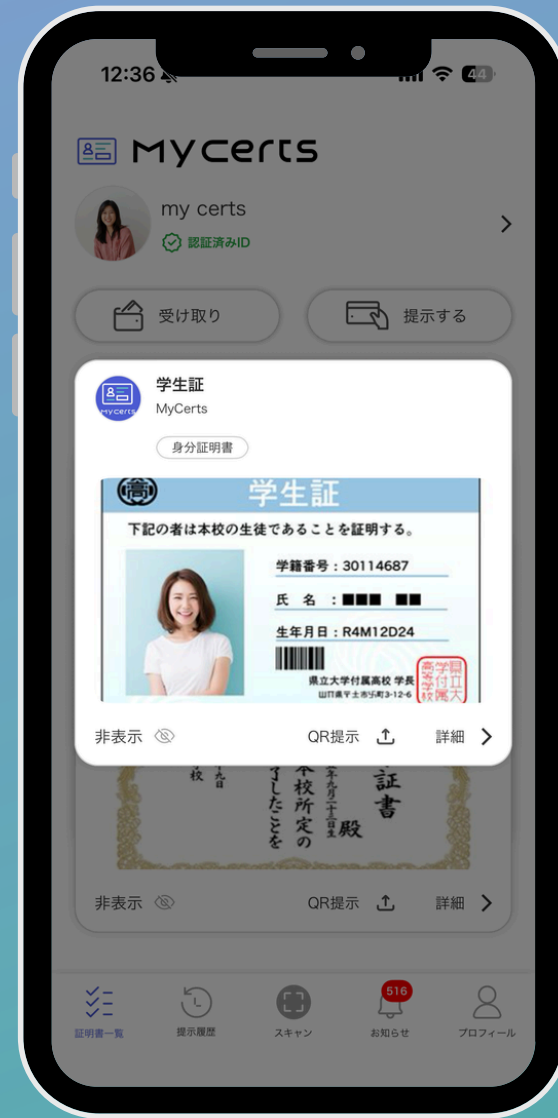 12:36
44
Mycerts
my certs
認証済みID
受け取り
提示する
学生証
MyCerts
身分証明書
学生証
下記の者は本校の生徒であることを証明する。
学籍番号：30114687
氏 名 ：■■■ ■■
生年月日：R4M12D24
県立大学付属高校 学長
非表示
QR提示
詳細
証書
殿
本校所定の
了したことを
非表示
QR提示
詳細
516
証明書一覧
提示履歴
スキャン
お知らせ
プロフィール